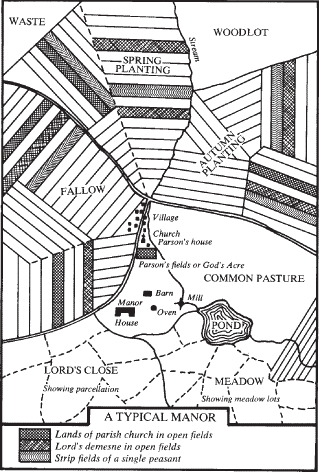 WASTE
WOODLOT
Stream
SPRING
PLANTING
AUTUMN
PLANTING
FALLOW
Village
Church
Parson's house
Parson's fields or God's Acre
COMMON PASTURE
Barn
Mill
Manor
House
Oven
POND
LORD'S CLOSE
Showing parcellation
MEADOW
Showing meadow lots
A TYPICAL MANOR
Lands of parish church in open fields
Lord's demesne in open fields
Strip fields of a single peasant